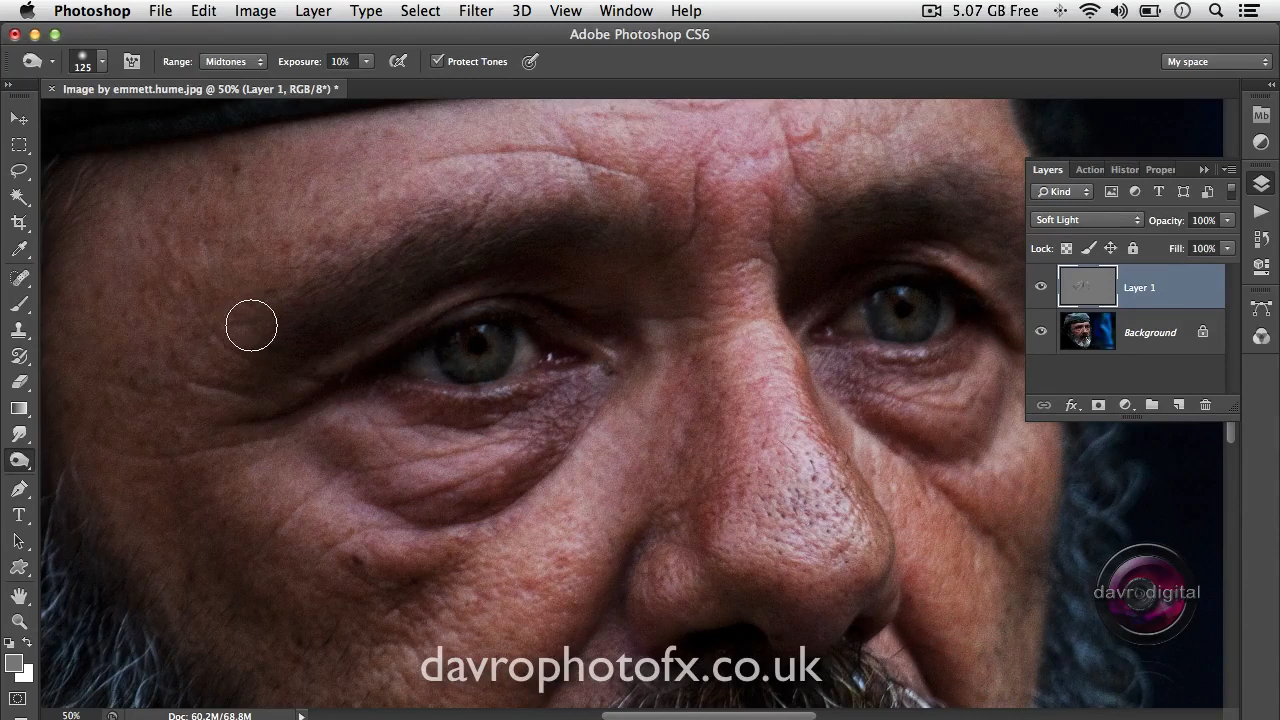 Photoshop File Edit Image Layer Type Select Filter 3D View Window Help 5.07 GB Free
Adobe Photoshop CS6
125 Range: Midtones Exposure: 10% Protect Tones My space
Image by emmett.hume.jpg @ 50% (Layer 1, RGB/8*) *
Mb
Layers Action Histor Proper
Kind
Soft Light Opacity: 100%
Lock: Fill: 100%
Layer 1
Background
fx
davrodigital
davrophotofx.co.uk
50% Doc: 60.2M/68.8M